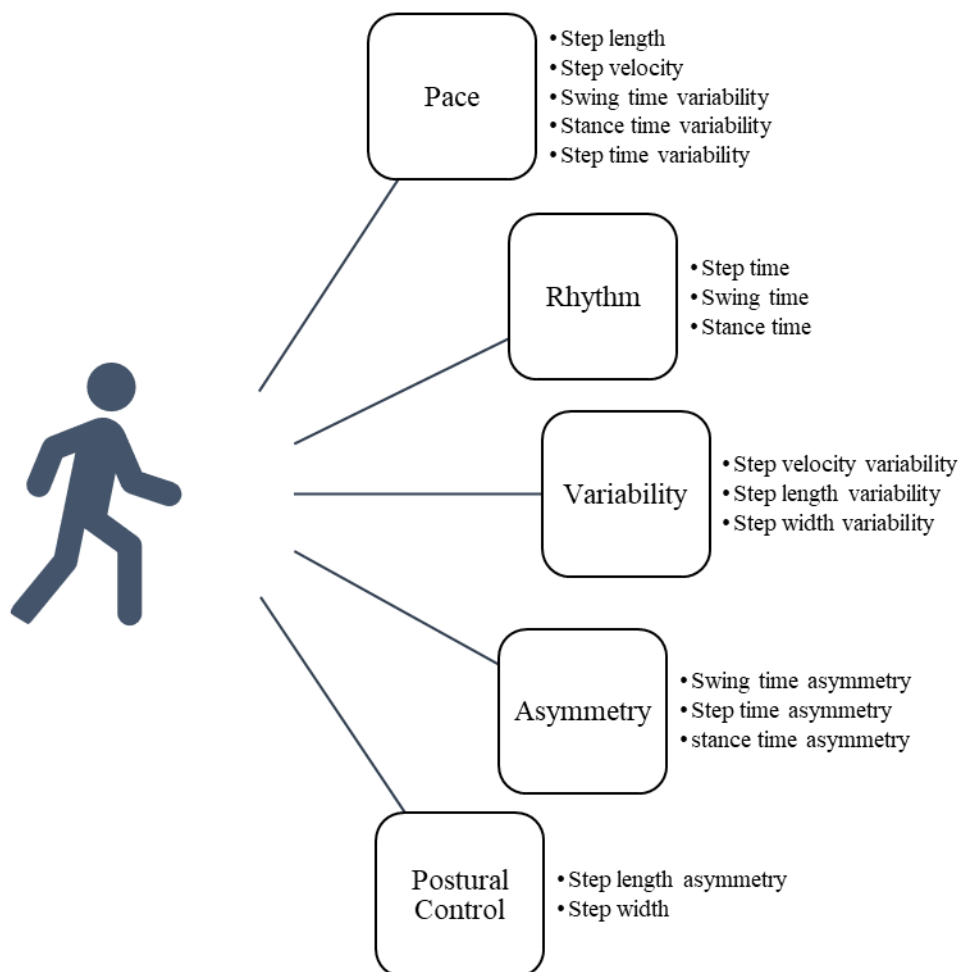 Pace
• Step length
• Step velocity
• Swing time variability
• Stance time variability
• Step time variability
Rhythm
• Step time
• Swing time
• Stance time
Variability
• Step velocity variability
• Step length variability
• Step width variability
Asymmetry
• Swing time asymmetry
• Step time asymmetry
• stance time asymmetry
Postural
Control
• Step length asymmetry
• Step width